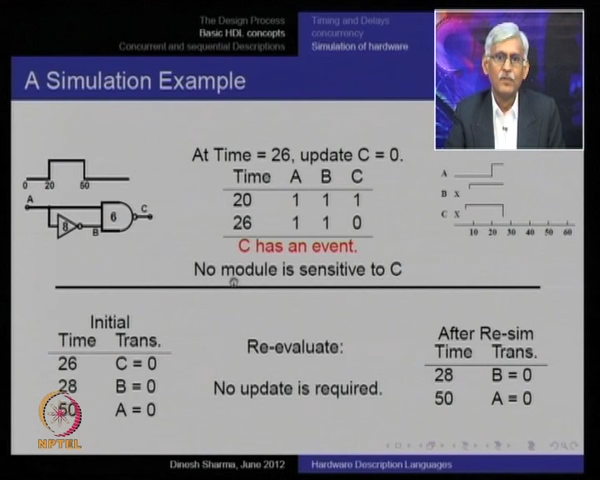 The Design Process
Basic HDL concepts
Concurrent and sequential Descriptions
Timing and Delays
concurrency
Simulation of hardware
A Simulation Example
0 20 50
A
8
B
6
C
At Time = 26, update C = 0.
Time A B C
20 1 1 1
26 1 1 0
C has an event.
No module is sensitive to C
A
B X
C X
10 20 30 40 50 60
Initial
Time Trans.
26 C = 0
28 B = 0
50 A = 0
Re-evaluate:
No update is required.
After Re-sim
Time Trans.
28 B = 0
50 A = 0
NPTEL
Dinesh Sharma, June 2012
Hardware Description Languages